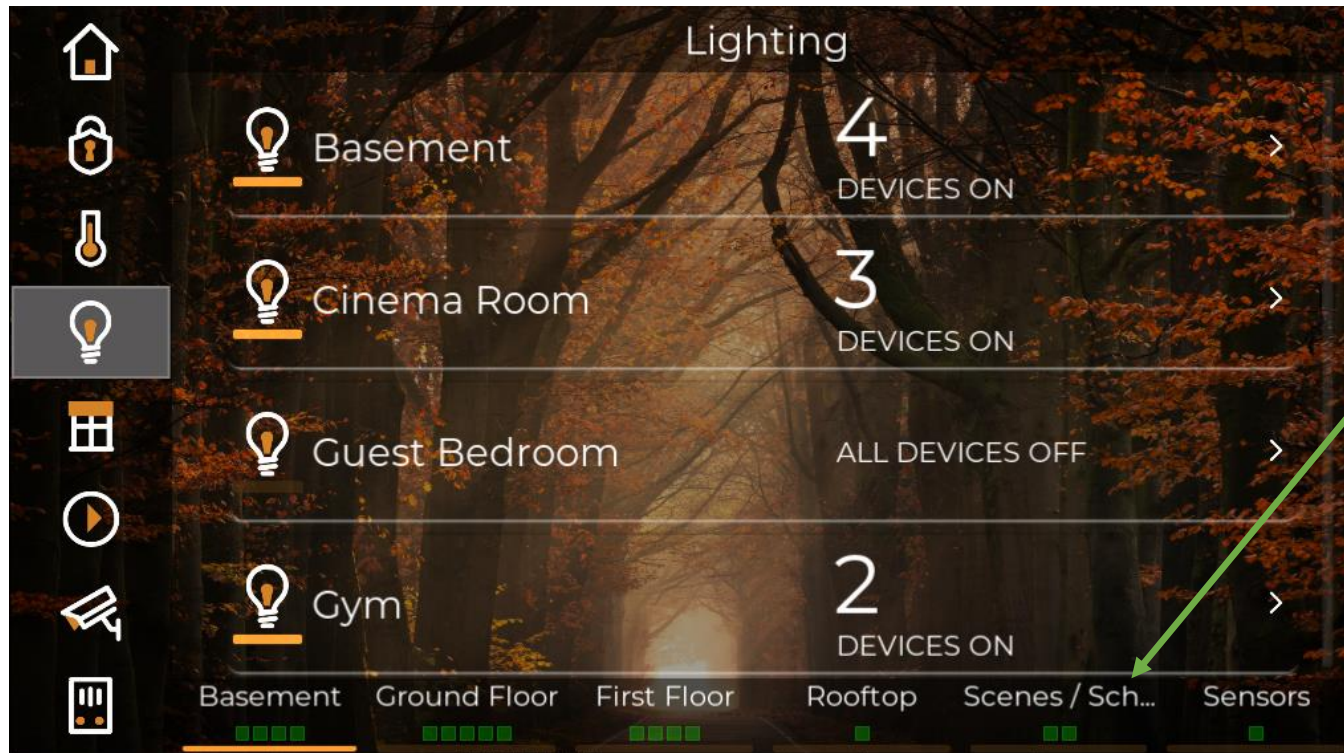 Lighting
Basement
4
DEVICES ON
Cinema Room
3
DEVICES ON
Guest Bedroom
ALL DEVICES OFF
Gym
2
DEVICES ON
Basement Ground Floor First Floor Rooftop Scenes / Sch... Sensors